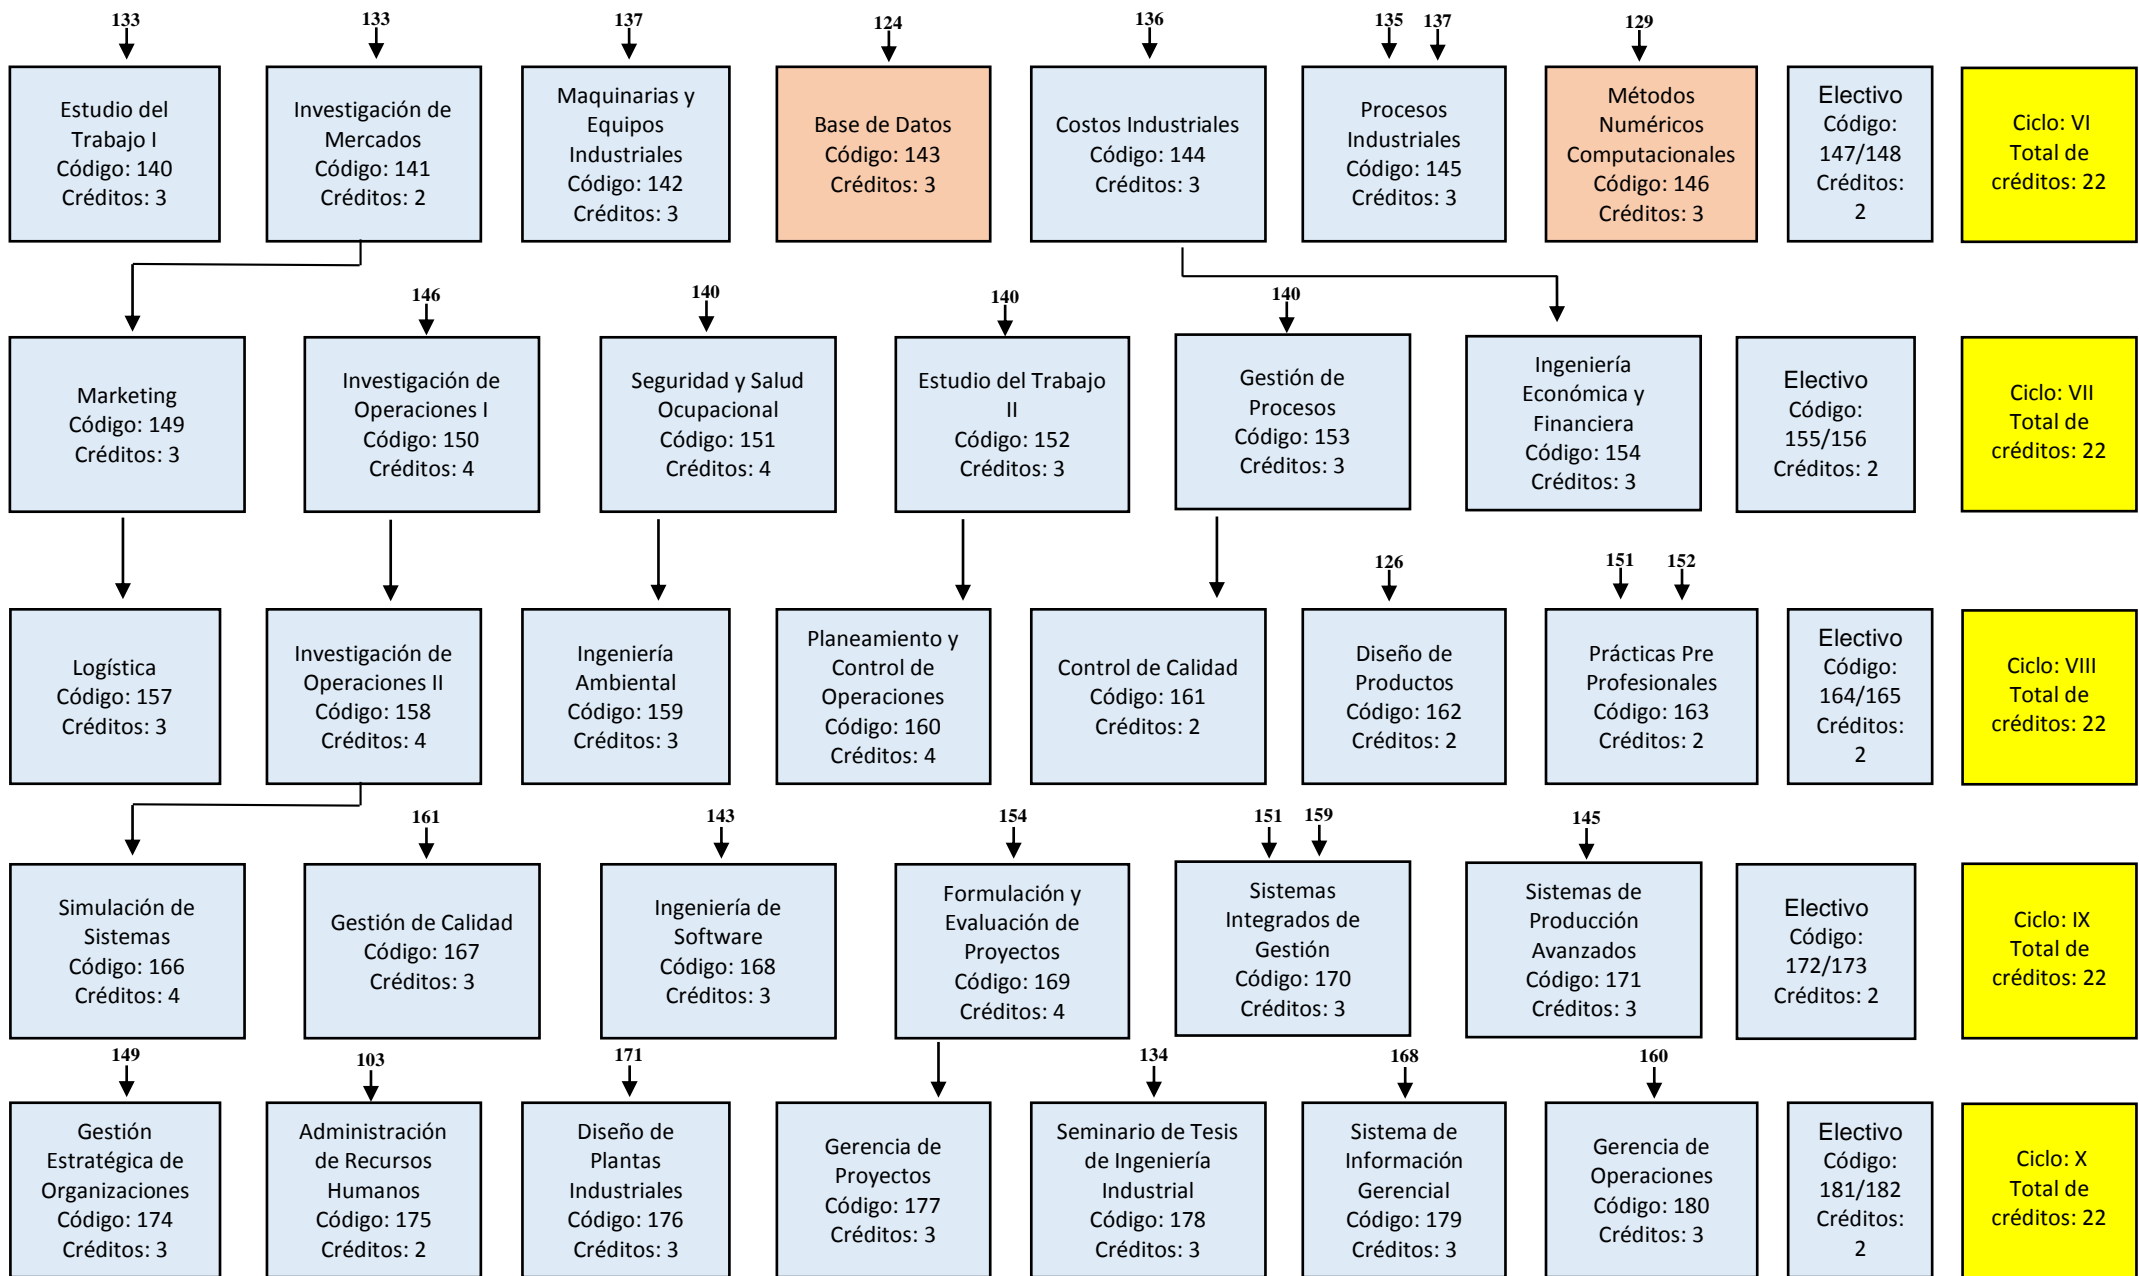 133
133
137
124
136
135
137
129
Estudio del
Trabajo I
Código: 140
Créditos: 3
Investigación de
Mercados
Código: 141
Créditos: 2
Maquinarias y
Equipos
Industriales
Código: 142
Créditos: 3
Base de Datos
Código: 143
Créditos: 3
Costos Industriales
Código: 144
Créditos: 3
Procesos
Industriales
Código: 145
Créditos: 3
Métodos
Numéricos
Computacionales
Código: 146
Créditos: 3
Electivo
Código:
147/148
Créditos:
2
Ciclo: VI
Total de
créditos: 22
146
140
140
140
Marketing
Código: 149
Créditos: 3
Investigación de
Operaciones I
Código: 150
Créditos: 4
Seguridad y Salud
Ocupacional
Código: 151
Créditos: 4
Estudio del Trabajo
II
Código: 152
Créditos: 3
Gestión de
Procesos
Código: 153
Créditos: 3
Ingeniería
Económica y
Financiera
Código: 154
Créditos: 3
Electivo
Código:
155/156
Créditos: 2
Ciclo: VII
Total de
créditos: 22
126
151
152
Logística
Código: 157
Créditos: 3
Investigación de
Operaciones II
Código: 158
Créditos: 4
Ingeniería
Ambiental
Código: 159
Créditos: 3
Planeamiento y
Control de
Operaciones
Código: 160
Créditos: 4
Control de Calidad
Código: 161
Créditos: 2
Diseño de
Productos
Código: 162
Créditos: 2
Prácticas Pre
Profesionales
Código: 163
Créditos: 2
Electivo
Código:
164/165
Créditos:
2
Ciclo: VIII
Total de
créditos: 22
161
143
154
151
159
145
Simulación de
Sistemas
Código: 166
Créditos: 4
Gestión de Calidad
Código: 167
Créditos: 3
Ingeniería de
Software
Código: 168
Créditos: 3
Formulación y
Evaluación de
Proyectos
Código: 169
Créditos: 4
Sistemas
Integrados de
Gestión
Código: 170
Créditos: 3
Sistemas de
Producción
Avanzados
Código: 171
Créditos: 3
Electivo
Código:
172/173
Créditos: 2
Ciclo: IX
Total de
créditos: 22
149
103
171
134
168
160
Gestión
Estratégica de
Organizaciones
Código: 174
Créditos: 3
Administración
de Recursos
Humanos
Código: 175
Créditos: 2
Diseño de
Plantas
Industriales
Código: 176
Créditos: 3
Gerencia de
Proyectos
Código: 177
Créditos: 3
Seminario de Tesis
de Ingeniería
Industrial
Código: 178
Créditos: 3
Sistema de
Información
Gerencial
Código: 179
Créditos: 3
Gerencia de
Operaciones
Código: 180
Créditos: 3
Electivo
Código:
181/182
Créditos:
2
Ciclo: X
Total de
créditos: 22